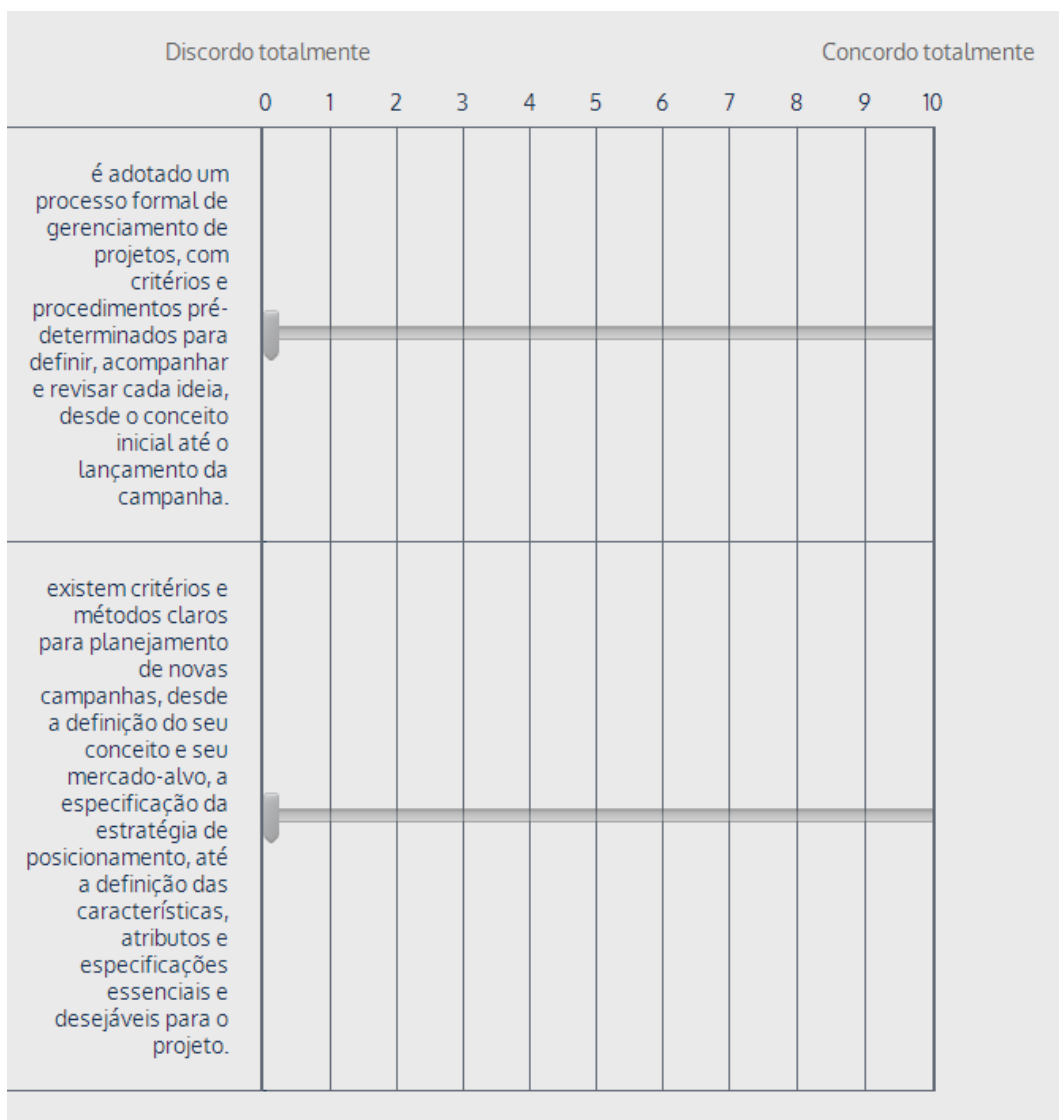 Discordo totalmente Concordo totalmente
0 1 2 3 4 5 6 7 8 9 10
é adotado um
processo formal de
gerenciamento de
projetos, com
critérios e
procedimentos pré-
determinados para
definir, acompanhar
e revisar cada ideia,
desde o conceito
inicial até o
lançamento da
campanha.
existem critérios e
métodos claros
para planejamento
de novas
campanhas, desde
a definição do seu
conceito e seu
mercado-alvo, a
especificação da
estratégia de
posicionamento, até
a definição das
características,
atributos e
especificações
essenciais e
desejáveis para o
projeto.